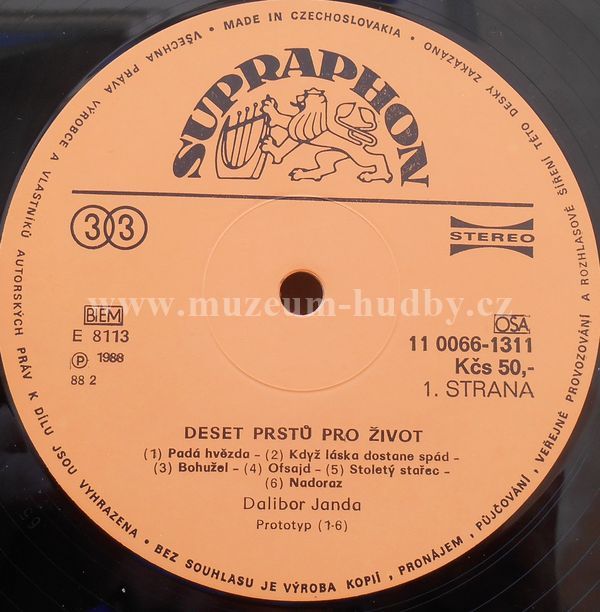 MADE IN CZECHOSLOVAKIA • VŠECHNA PRÁVA VÝROBCE A VLASTNÍKŮ AUTORSKÝCH PRÁV K DÍLU JSOU VYHRAZENA • BEZ SOUHLASU JE VÝROBA KOPIÍ, PRONÁJEM, PŮJČOVÁNÍ, VEŘEJNÉ PROVOZOVÁNÍ A ROZHLASOVÉ ŠÍŘENÍ TÉTO DESKY ZAKÁZÁNO •
SUPRAPHON
33
STEREO
www.muzeum-hudby.cz
BIEM
OSA
E 8113
11 0066-1311
Ⓟ 1988
Kčs 50,-
88 2
1. STRANA
DESET PRSTŮ PRO ŽIVOT
(1) Padá hvězda – (2) Když láska dostane spád –
(3) Bohužel – (4) Ofsajd – (5) Stoletý stařec –
(6) Nadoraz
Dalibor Janda
Prototyp (1-6)